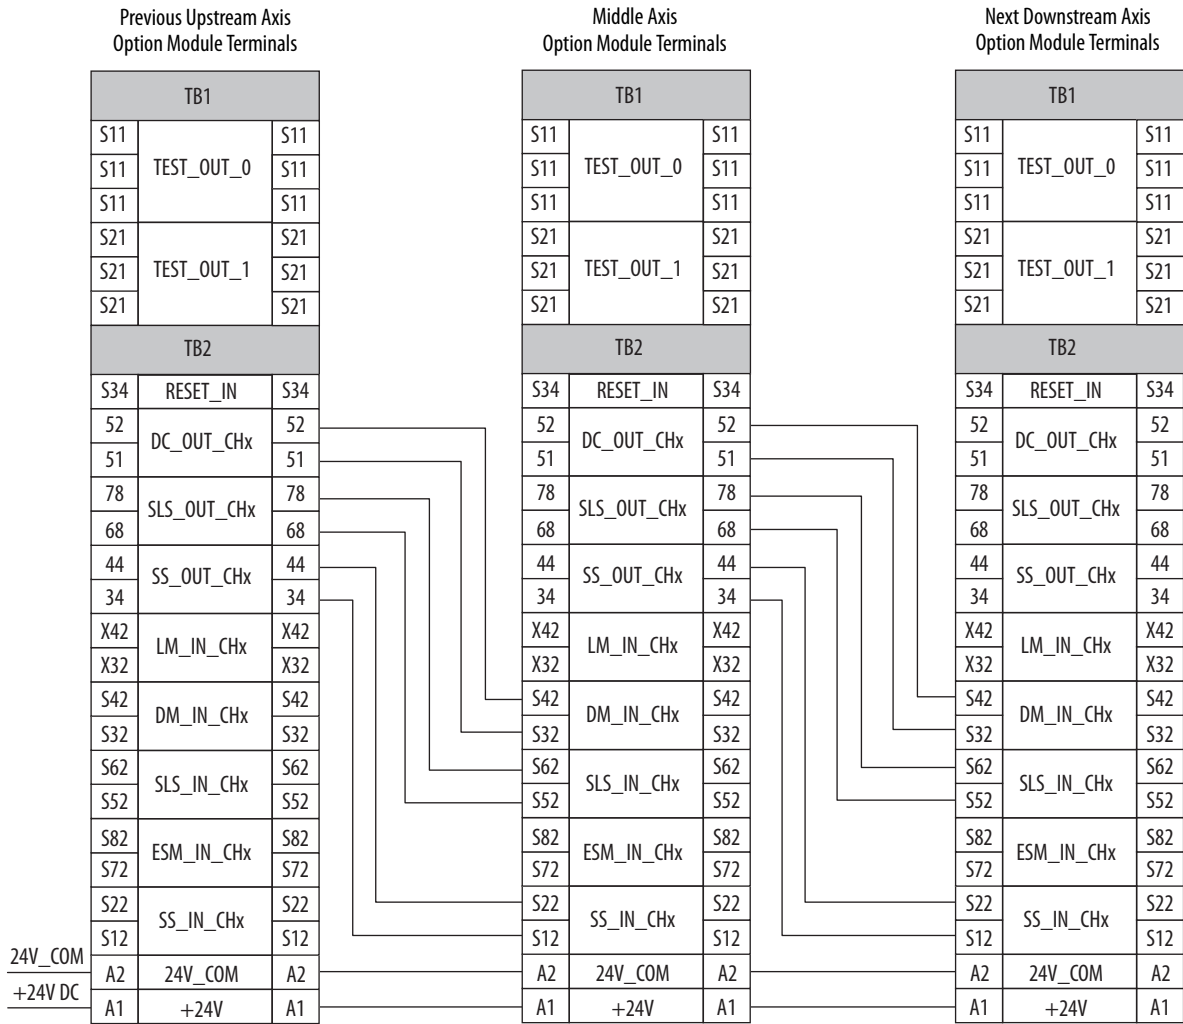 Previous Upstream Axis
Option Module Terminals
Middle Axis
Option Module Terminals
Next Downstream Axis
Option Module Terminals
TB1 TB1 TB1
S11 S11 S11 S11 S11 S11
S11 TEST_OUT_0 S11 S11 TEST_OUT_0 S11 S11 TEST_OUT_0 S11
S11 S11 S11 S11 S11 S11
S21 S21 S21 S21 S21 S21
S21 TEST_OUT_1 S21 S21 TEST_OUT_1 S21 S21 TEST_OUT_1 S21
S21 S21 S21 S21 S21 S21
TB2 TB2 TB2
S34 RESET_IN S34 S34 RESET_IN S34 S34 RESET_IN S34
52 DC_OUT_CHx 52 52 DC_OUT_CHx 52 52 DC_OUT_CHx 52
51 51 51 51 51 51
78 SLS_OUT_CHx 78 78 SLS_OUT_CHx 78 78 SLS_OUT_CHx 78
68 68 68 68 68 68
44 SS_OUT_CHx 44 44 SS_OUT_CHx 44 44 SS_OUT_CHx 44
34 34 34 34 34 34
X42 LM_IN_CHx X42 X42 LM_IN_CHx X42 X42 LM_IN_CHx X42
X32 X32 X32 X32 X32 X32
S42 DM_IN_CHx S42 S42 DM_IN_CHx S42 S42 DM_IN_CHx S42
S32 S32 S32 S32 S32 S32
S62 SLS_IN_CHx S62 S62 SLS_IN_CHx S62 S62 SLS_IN_CHx S62
S52 S52 S52 S52 S52 S52
S82 ESM_IN_CHx S82 S82 ESM_IN_CHx S82 S82 ESM_IN_CHx S82
S72 S72 S72 S72 S72 S72
S22 SS_IN_CHx S22 S22 SS_IN_CHx S22 S22 SS_IN_CHx S22
S12 S12 S12 S12 S12 S12
24V_COM A2 24V_COM A2 A2 24V_COM A2 A2 24V_COM A2
+24V DC A1 +24V A1 A1 +24V A1 A1 +24V A1